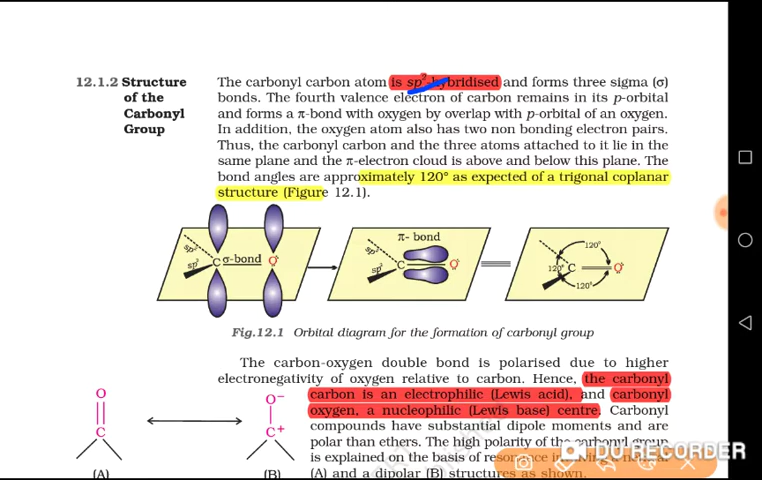 12.1.2 Structure of the Carbonyl Group
The carbonyl carbon atom is sp²-hybridised and forms three sigma (σ)
bonds. The fourth valence electron of carbon remains in its p-orbital
and forms a π-bond with oxygen by overlap with p-orbital of an oxygen.
In addition, the oxygen atom also has two non bonding electron pairs.
Thus, the carbonyl carbon and the three atoms attached to it lie in the
same plane and the π-electron cloud is above and below this plane. The
bond angles are approximately 120° as expected of a trigonal coplanar
structure (Figure 12.1).
sp²
sp²
C σ-bond O
π- bond
sp²
sp²
C O
120°
120° C O
120°
Fig.12.1 Orbital diagram for the formation of carbonyl group
The carbon-oxygen double bond is polarised due to higher
electronegativity of oxygen relative to carbon. Hence, the carbonyl
carbon is an electrophilic (Lewis acid), and carbonyl
oxygen, a nucleophilic (Lewis base) centre. Carbonyl
compounds have substantial dipole moments and are
polar than ethers. The high polarity of the carbonyl group
is explained on the basis of resonance
(A) and a dipolar (B) structures as shown.
O
C
(A)
O−
C+
(B)
DU RECORDER